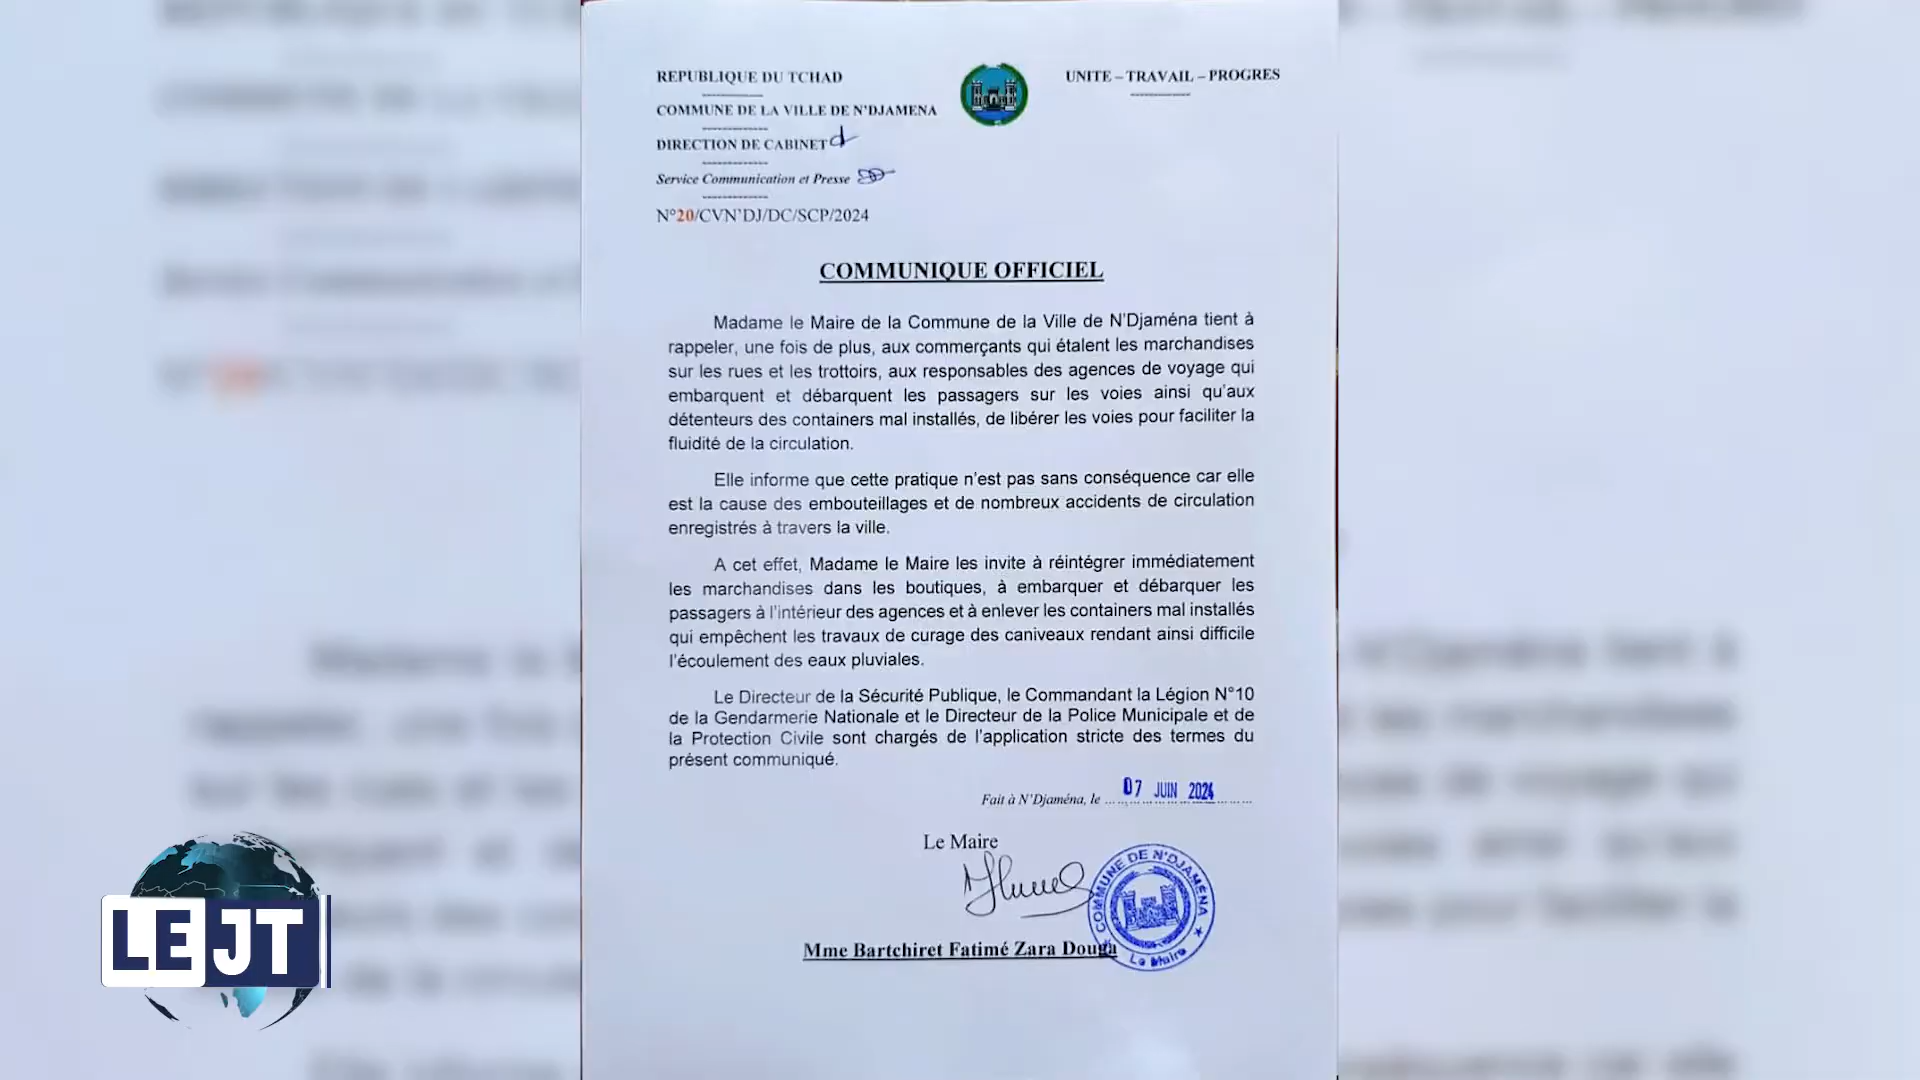 REPUBLIQUE DU TCHAD
UNITE – TRAVAIL – PROGRES
COMMUNE DE LA VILLE DE N'DJAMENA
DIRECTION DE CABINET
Service Communication et Presse
N°20/CVN'DJ/DC/SCP/2024
COMMUNIQUE OFFICIEL
Madame le Maire de la Commune de la Ville de N'Djaména tient à
rappeler, une fois de plus, aux commerçants qui étalent les marchandises
sur les rues et les trottoirs, aux responsables des agences de voyage qui
embarquent et débarquent les passagers sur les voies ainsi qu'aux
détenteurs des containers mal installés, de libérer les voies pour faciliter la
fluidité de la circulation.
Elle informe que cette pratique n'est pas sans conséquence car elle
est la cause des embouteillages et de nombreux accidents de circulation
enregistrés à travers la ville.
A cet effet, Madame le Maire les invite à réintégrer immédiatement
les marchandises dans les boutiques, à embarquer et débarquer les
passagers à l'intérieur des agences et à enlever les containers mal installés
qui empêchent les travaux de curage des caniveaux rendant ainsi difficile
l'écoulement des eaux pluviales.
Le Directeur de la Sécurité Publique, le Commandant la Légion N°10
de la Gendarmerie Nationale et le Directeur de la Police Municipale et de
la Protection Civile sont chargés de l'application stricte des termes du
présent communiqué.
Fait à N'Djaména, le 07 JUIN 2024
Le Maire
COMMUNE DE N'DJAMÉNA
Le Maire
Mme Bartchiret Fatimé Zara Douga
LE JT